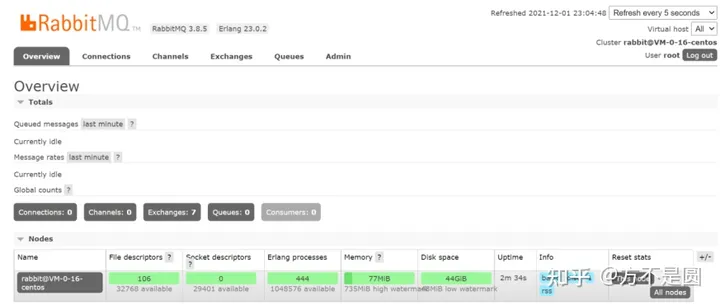 Refreshed 2021-12-01 23:04:48 Refresh every 5 seconds
RabbitMQ TM RabbitMQ 3.8.5 Erlang 23.0.2
Virtual host All
Cluster rabbit@VM-0-16-centos
User root Log out
Overview Connections Channels Exchanges Queues Admin
Overview
Totals
Queued messages last minute ?
Currently idle
Message rates last minute ?
Currently idle
Global counts ?
Connections: 0 Channels: 0 Exchanges: 7 Queues: 0 Consumers: 0
Nodes
Name File descriptors ? Socket descriptors ? Erlang processes Memory ? Disk space Uptime Info Reset stats +/-
rabbit@VM-0-16-centos 106 0 444 77MiB 44GiB 2m 34s
32768 available 29401 available 1048576 available 735MiB high watermark low watermark
rss All nodes
知乎 @方不是圆